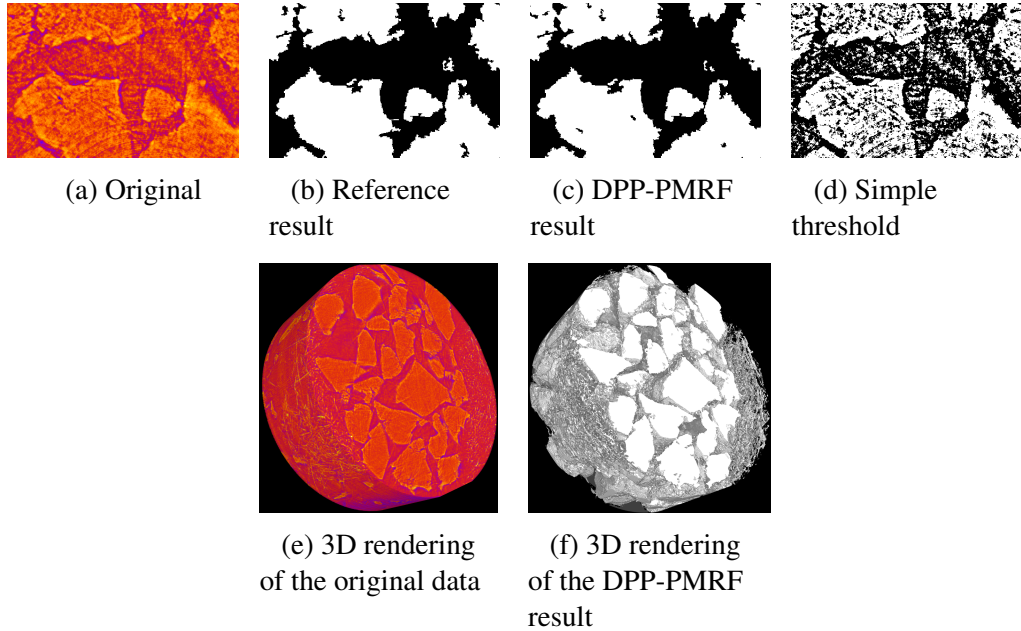 (a) Original
(b) Reference
result
(c) DPP-PMRF
result
(d) Simple
threshold
(e) 3D rendering
of the original data
(f) 3D rendering
of the DPP-PMRF
result